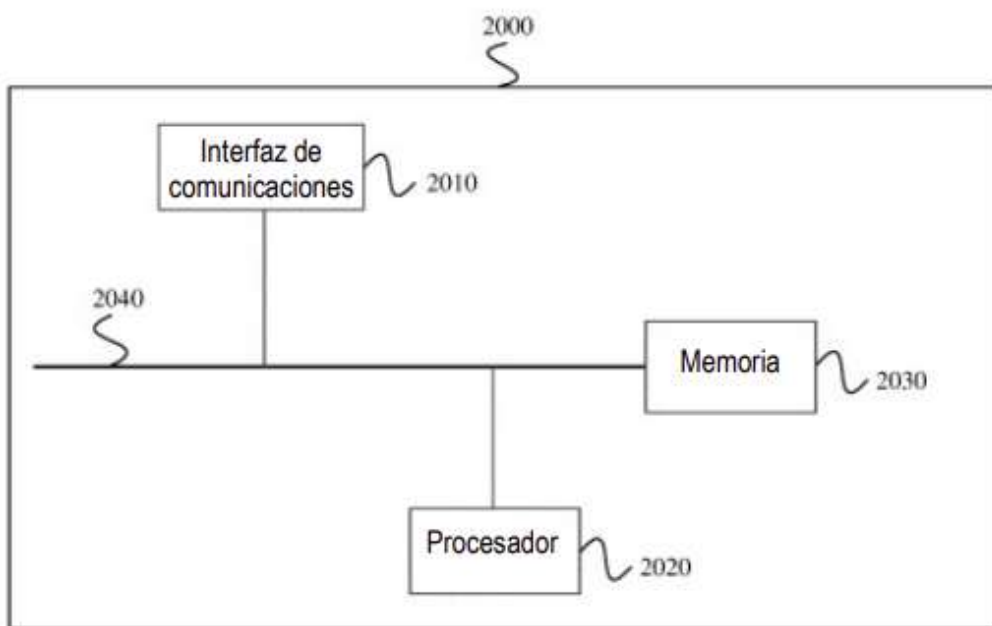 2000
Interfaz de
comunicaciones
2010
2040
Memoria
2030
Procesador
2020